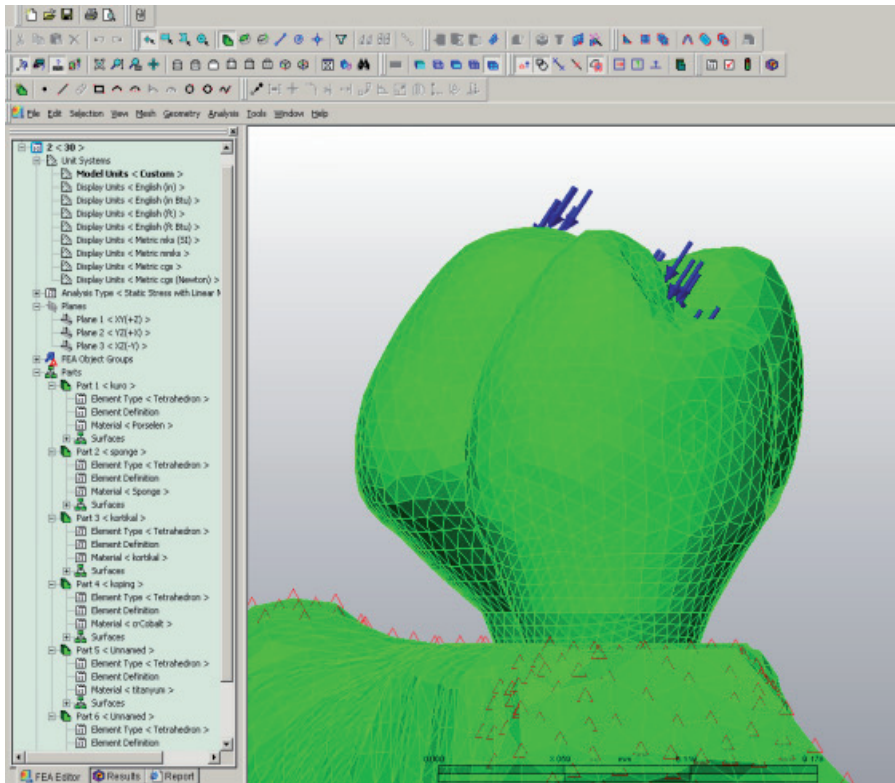 File Edit Selection View Mesh Geometry Analysis Tools Window Help
2 < 3D >
Unit Systems
Model Units < Custom >
Display Units < English (in) >
Display Units < English (in Btu) >
Display Units < English (ft) >
Display Units < English (ft Btu) >
Display Units < Metric mks (SI) >
Display Units < Metric mmks >
Display Units < Metric cgs >
Display Units < Metric cgs (Newton) >
Analysis Type < Static Stress with Linear M
Planes
Plane 1 < XY(+Z) >
Plane 2 < YZ(+X) >
Plane 3 < XZ(-Y) >
FEA Object Groups
Parts
Part 1 < kuro >
Element Type < Tetrahedron >
Element Definition
Material < Porselen >
Surfaces
Part 2 < sponge >
Element Type < Tetrahedron >
Element Definition
Material < Sponge >
Surfaces
Part 3 < kortikal >
Element Type < Tetrahedron >
Element Definition
Material < kortikal >
Surfaces
Part 4 < koping >
Element Type < Tetrahedron >
Element Definition
Material < crCobalt >
Surfaces
Part 5 < Unnamed >
Element Type < Tetrahedron >
Element Definition
Material < titanyum >
Surfaces
Part 6 < Unnamed >
Element Type < Tetrahedron >
Element Definition
FEA Editor Results Report
0.000